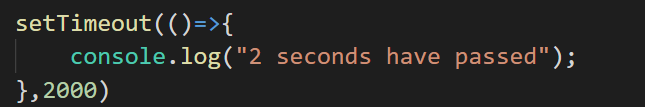 setTimeout(()=>{
    console.log("2 seconds have passed");
},2000)